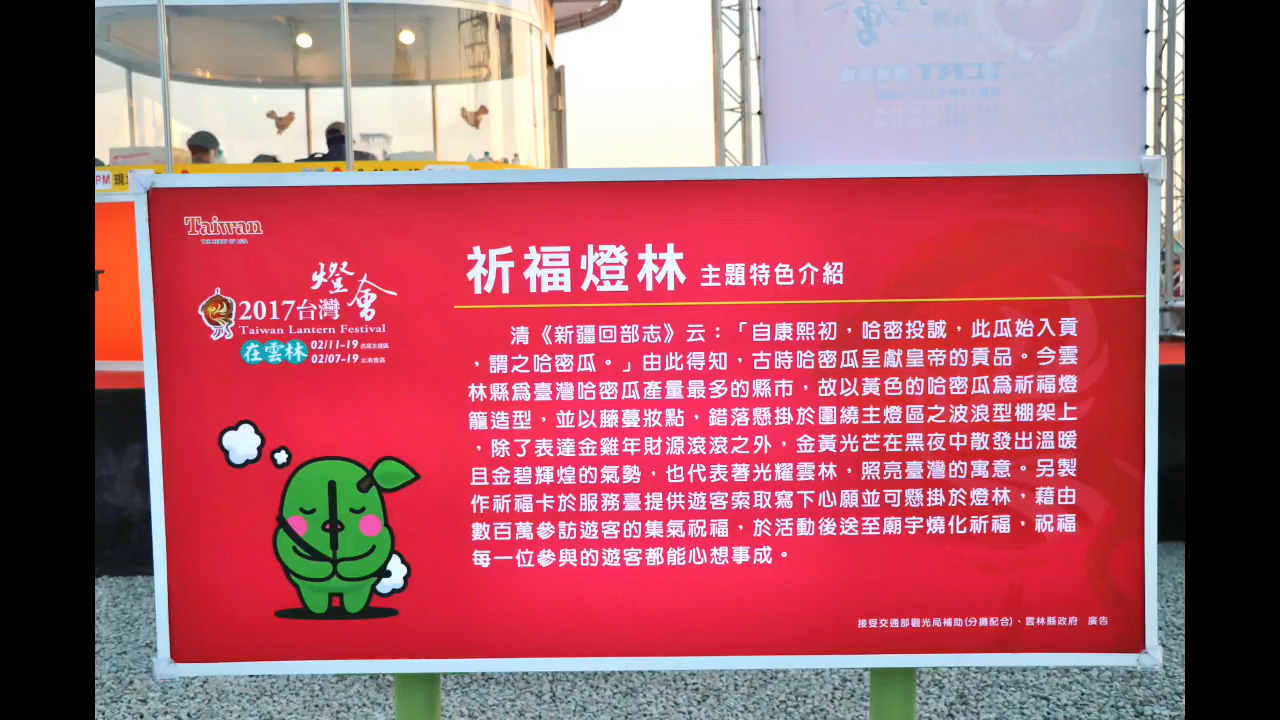 PM 現
Taiwan
THE HEART OF ASIA
燈會
2017台灣
Taiwan Lantern Festival
在雲林
02/11-19
02/07-19
祈福燈林 主題特色介紹
清《新疆回部志》云：「自康熙初，哈密投誠，此瓜始入貢
，謂之哈密瓜。」由此得知，古時哈密瓜呈獻皇帝的貢品。今雲
林縣為臺灣哈密瓜產量最多的縣市，故以黃色的哈密瓜為祈福燈
籠造型，並以藤蔓妝點，錯落懸掛於圍繞主燈區之波浪型棚架上
，除了表達金雞年財源滾滾之外，金黃光芒在黑夜中散發出溫暖
且金碧輝煌的氣勢，也代表著光耀雲林，照亮臺灣的寓意。另製
作祈福卡於服務臺提供遊客索取寫下心願並可懸掛於燈林，藉由
數百萬參訪遊客的集氣祝福，於活動後送至廟宇燒化祈福，祝福
每一位參與的遊客都能心想事成。
接受交通部觀光局補助(分攤配合)、雲林縣政府 廣告